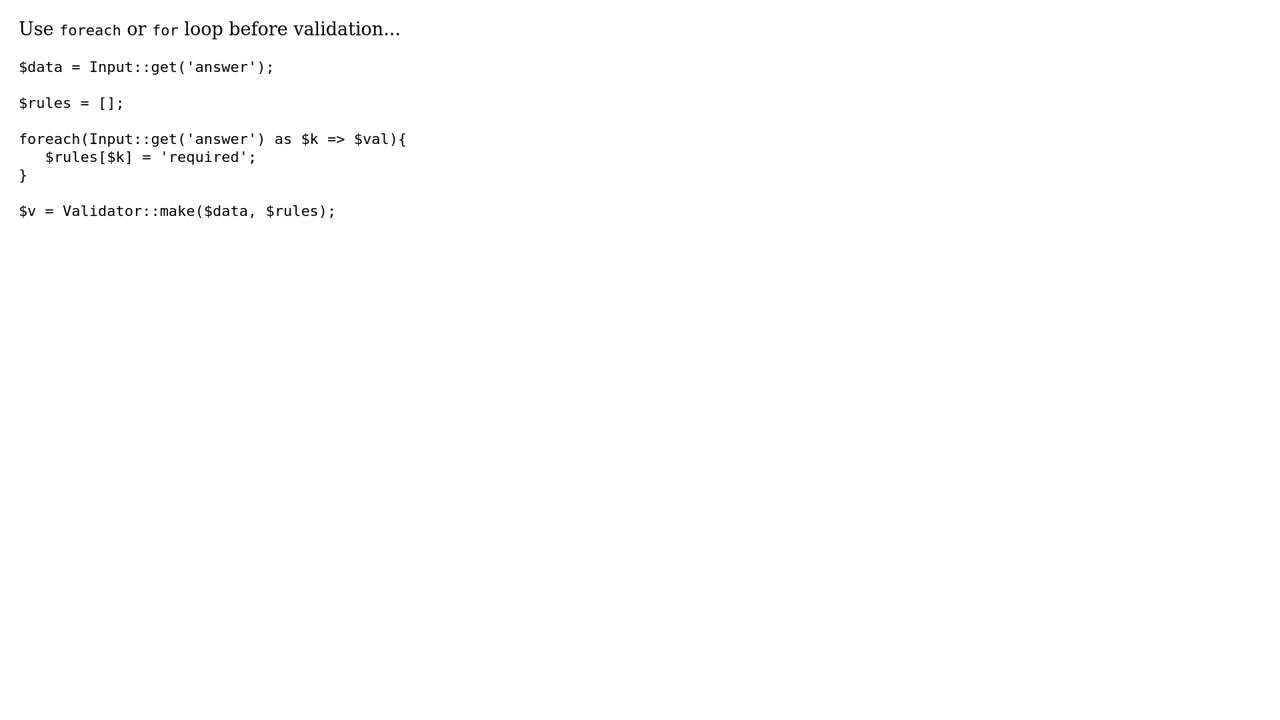 Use foreach or for loop before validation...
$data = Input::get('answer');
$rules = [];
foreach(Input::get('answer') as $k => $val){
   $rules[$k] = 'required';
}
$v = Validator::make($data, $rules);